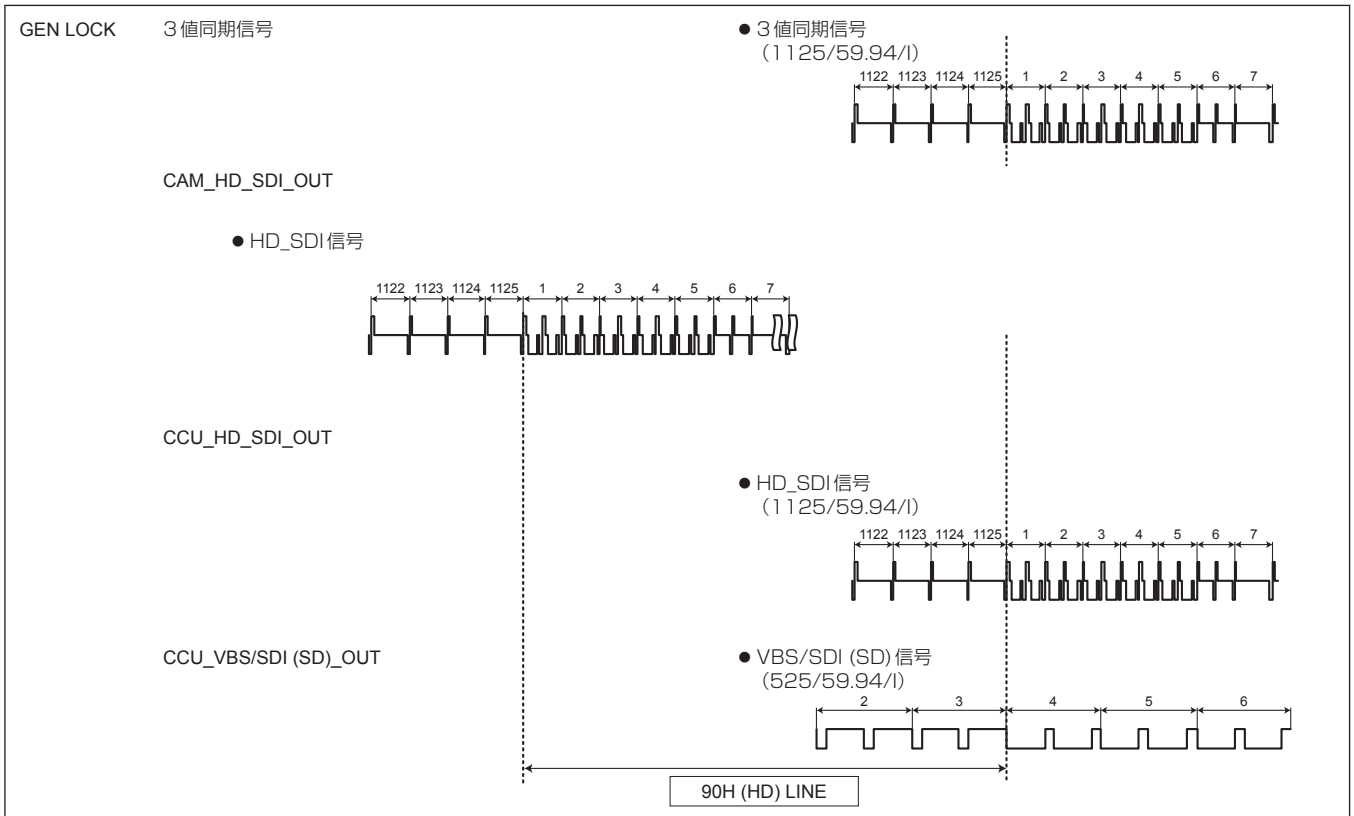 GEN LOCK 3値同期信号
● 3値同期信号
(1125/59.94/I)
1122 1123 1124 1125 1 2 3 4 5 6 7
CAM_HD_SDI_OUT
● HD_SDI信号
1122 1123 1124 1125 1 2 3 4 5 6 7
CCU_HD_SDI_OUT
● HD_SDI信号
(1125/59.94/I)
1122 1123 1124 1125 1 2 3 4 5 6 7
CCU_VBS/SDI (SD)_OUT
● VBS/SDI (SD)信号
(525/59.94/I)
2 3 4 5 6
90H (HD) LINE